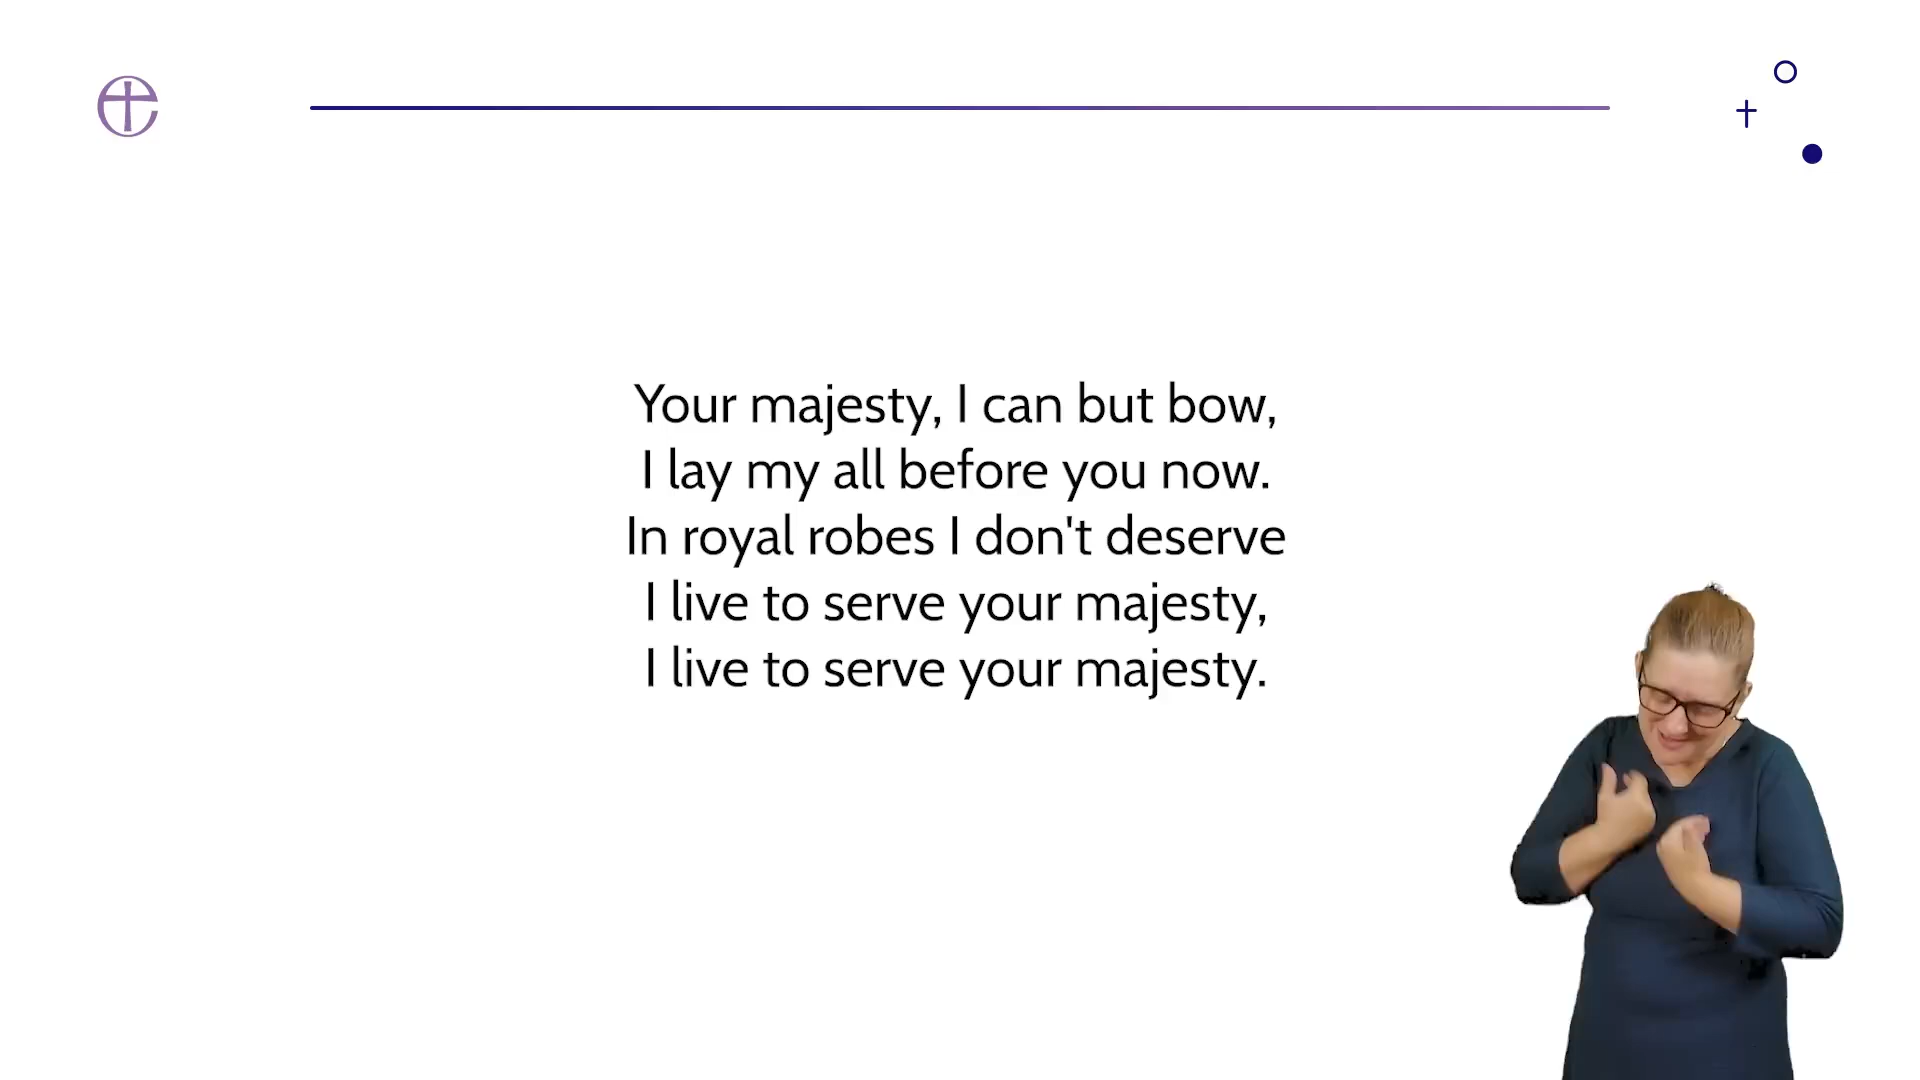 Your majesty, I can but bow,
I lay my all before you now.
In royal robes I don't deserve
I live to serve your majesty,
I live to serve your majesty.